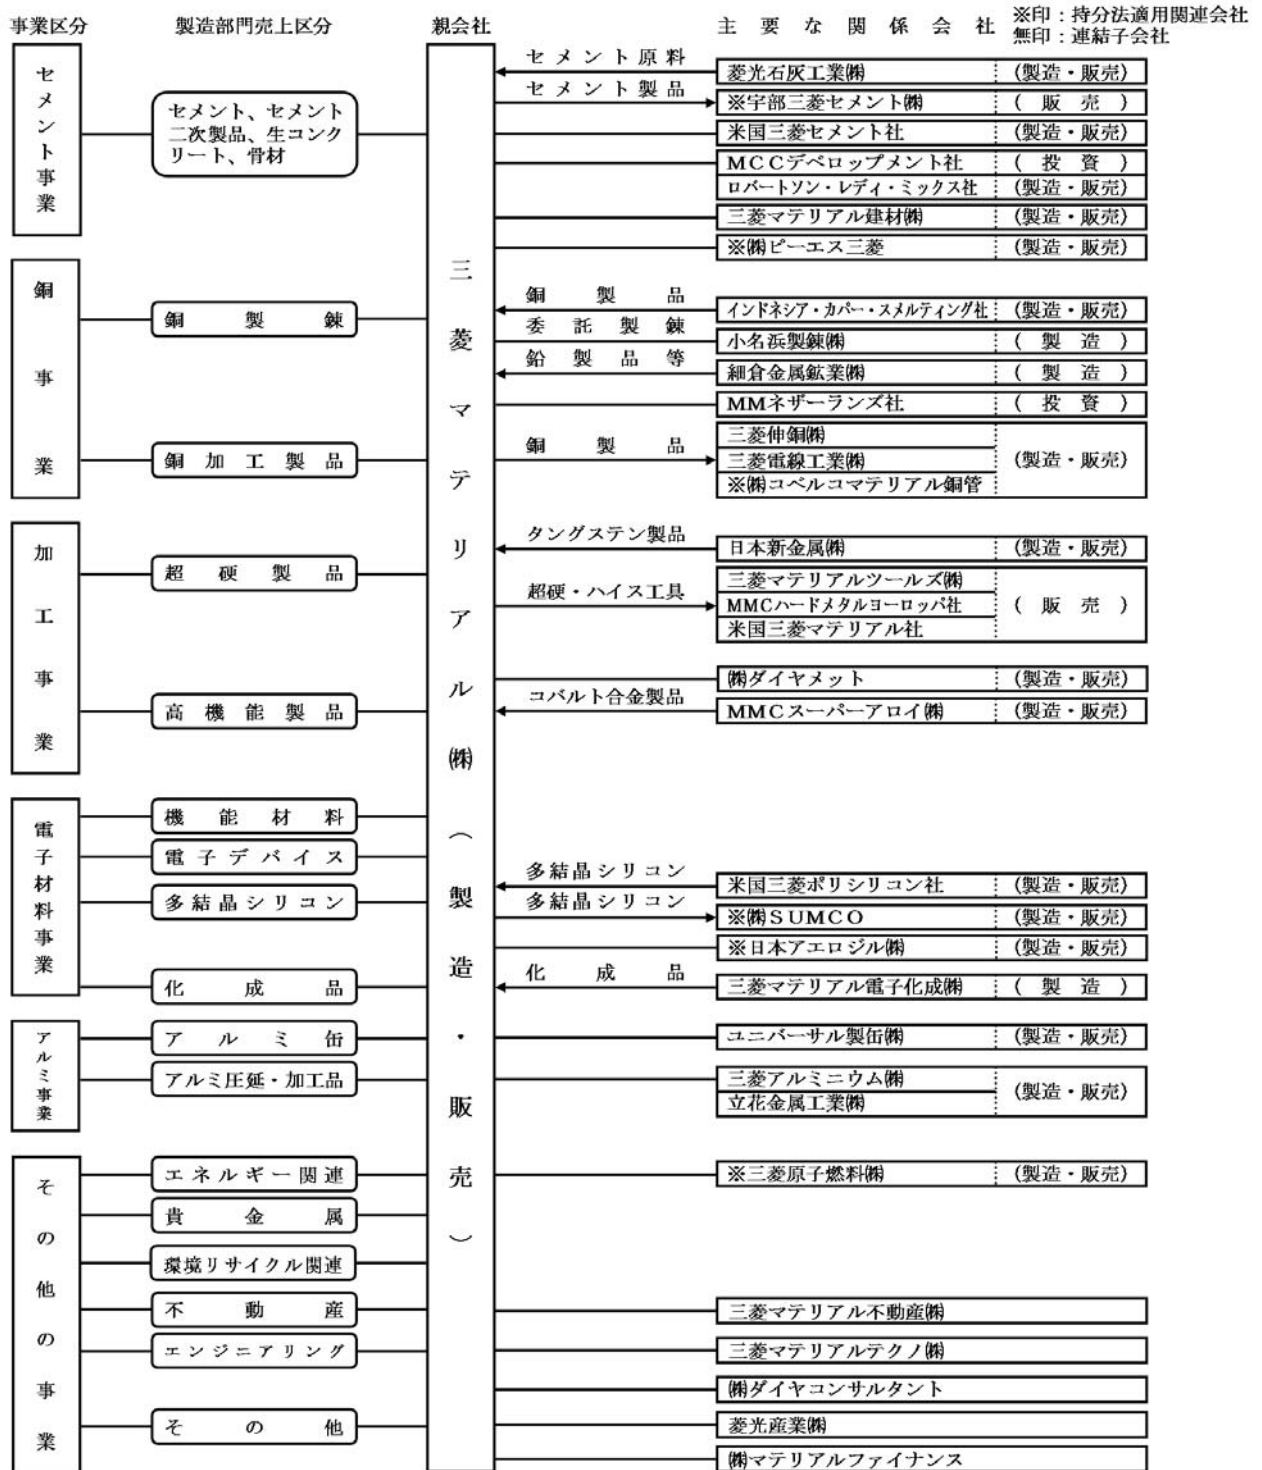 事業区分 製造部門売上区分 親会社 主要な関係会社 ※印：持分法適用関連会社
無印：連結子会社
セメント事業
セメント、セメント
二次製品、生コンク
リート、骨材
三菱マテリアル㈱（製造・販売）
セメント原料
菱光石灰工業㈱ (製造・販売)
セメント製品
※宇部三菱セメント㈱ (販売)
米国三菱セメント社 (製造・販売)
MCCデベロップメント社 (投資)
ロバートソン・レディ・ミックス社 (製造・販売)
三菱マテリアル建材㈱ (製造・販売)
※㈱ピーエス三菱 (製造・販売)
銅事業
銅製錬
銅製品
インドネシア・カパー・スメルティング社 (製造・販売)
委託製錬
小名浜製錬㈱ (製造)
鉛製品等
細倉金属鉱業㈱ (製造)
MMネザーランズ社 (投資)
銅加工製品
銅製品
三菱伸銅㈱
三菱電線工業㈱ (製造・販売)
※㈱コベルコマテリアル銅管
加工事業
超硬製品
タングステン製品
日本新金属㈱ (製造・販売)
超硬・ハイス工具
三菱マテリアルツールズ㈱
MMCハードメタルヨーロッパ社 (販売)
米国三菱マテリアル社
㈱ダイヤメット (製造・販売)
高機能製品
コバルト合金製品
MMCスーパーアロイ㈱ (製造・販売)
電子材料事業
機能材料
電子デバイス
多結晶シリコン
多結晶シリコン
米国三菱ポリシリコン社 (製造・販売)
多結晶シリコン
※㈱SUMCO (製造・販売)
※日本アエロジル㈱ (製造・販売)
化成品
化成品
三菱マテリアル電子化成㈱ (製造)
アルミ事業
アルミ缶
ユニバーサル製缶㈱ (製造・販売)
アルミ圧延・加工品
三菱アルミニウム㈱ (製造・販売)
立花金属工業㈱
その他の事業
エネルギー関連
※三菱原子燃料㈱ (製造・販売)
貴金属
環境リサイクル関連
不動産
三菱マテリアル不動産㈱
エンジニアリング
三菱マテリアルテクノ㈱
㈱ダイヤコンサルタント
その他
菱光産業㈱
㈱マテリアルファイナンス